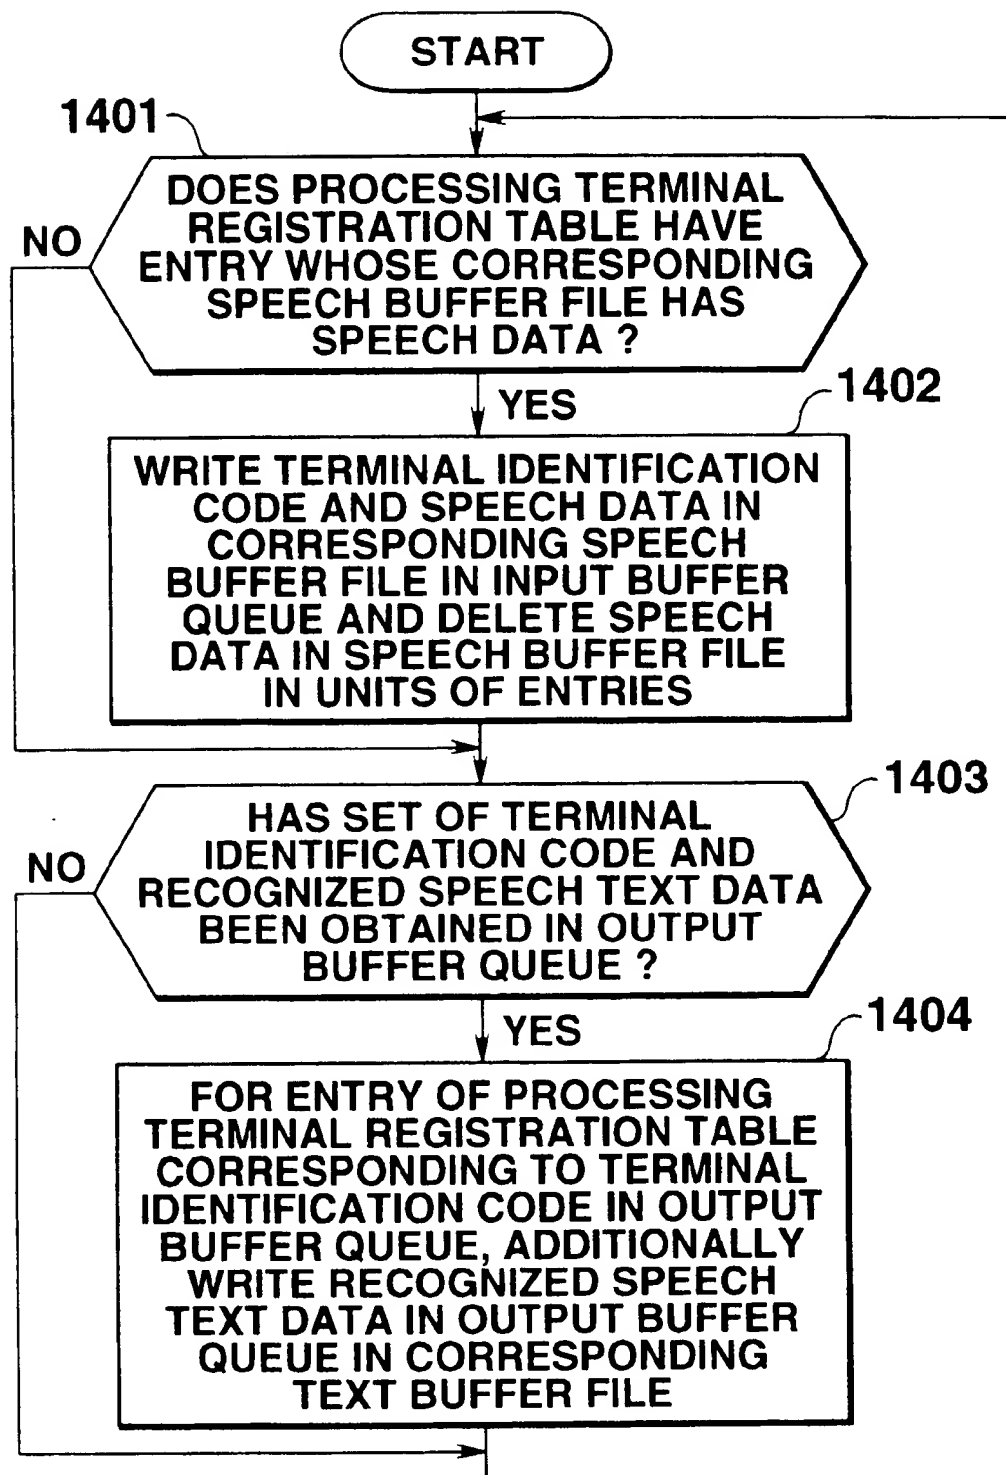 START
1401
DOES PROCESSING TERMINAL
REGISTRATION TABLE HAVE
ENTRY WHOSE CORRESPONDING
SPEECH BUFFER FILE HAS
SPEECH DATA ?
NO
YES
1402
WRITE TERMINAL IDENTIFICATION
CODE AND SPEECH DATA IN
CORRESPONDING SPEECH
BUFFER FILE IN INPUT BUFFER
QUEUE AND DELETE SPEECH
DATA IN SPEECH BUFFER FILE
IN UNITS OF ENTRIES
1403
HAS SET OF TERMINAL
IDENTIFICATION CODE AND
RECOGNIZED SPEECH TEXT DATA
BEEN OBTAINED IN OUTPUT
BUFFER QUEUE ?
NO
YES
1404
FOR ENTRY OF PROCESSING
TERMINAL REGISTRATION TABLE
CORRESPONDING TO TERMINAL
IDENTIFICATION CODE IN OUTPUT
BUFFER QUEUE, ADDITIONALLY
WRITE RECOGNIZED SPEECH
TEXT DATA IN OUTPUT BUFFER
QUEUE IN CORRESPONDING
TEXT BUFFER FILE